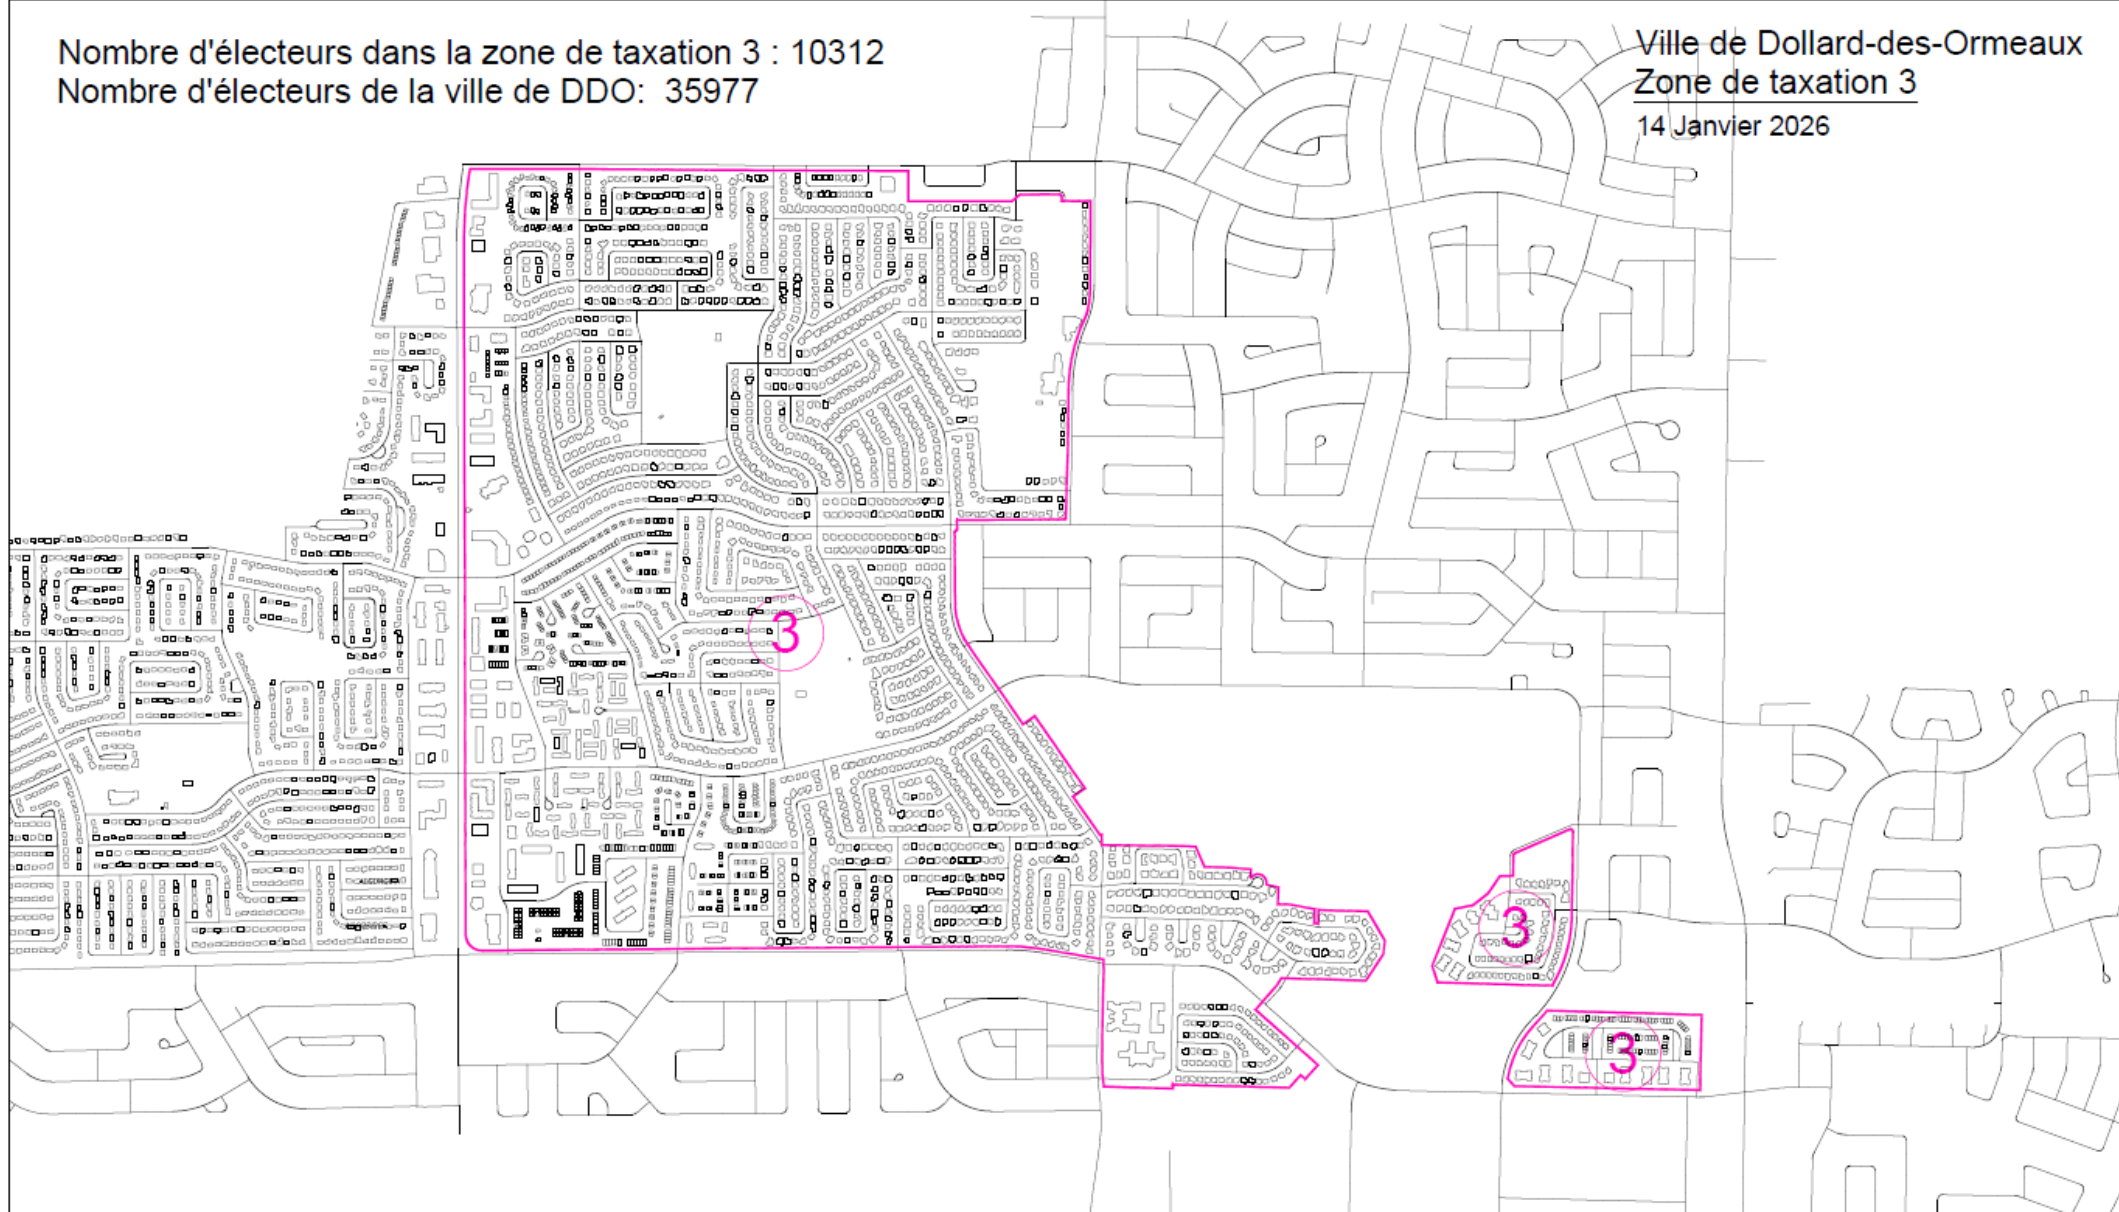 Nombre d'électeurs dans la zone de taxation 3 : 10312
Nombre d'électeurs de la ville de DDO: 35977
Ville de Dollard-des-Ormeaux
Zone de taxation 3
14 Janvier 2026
3
3
3